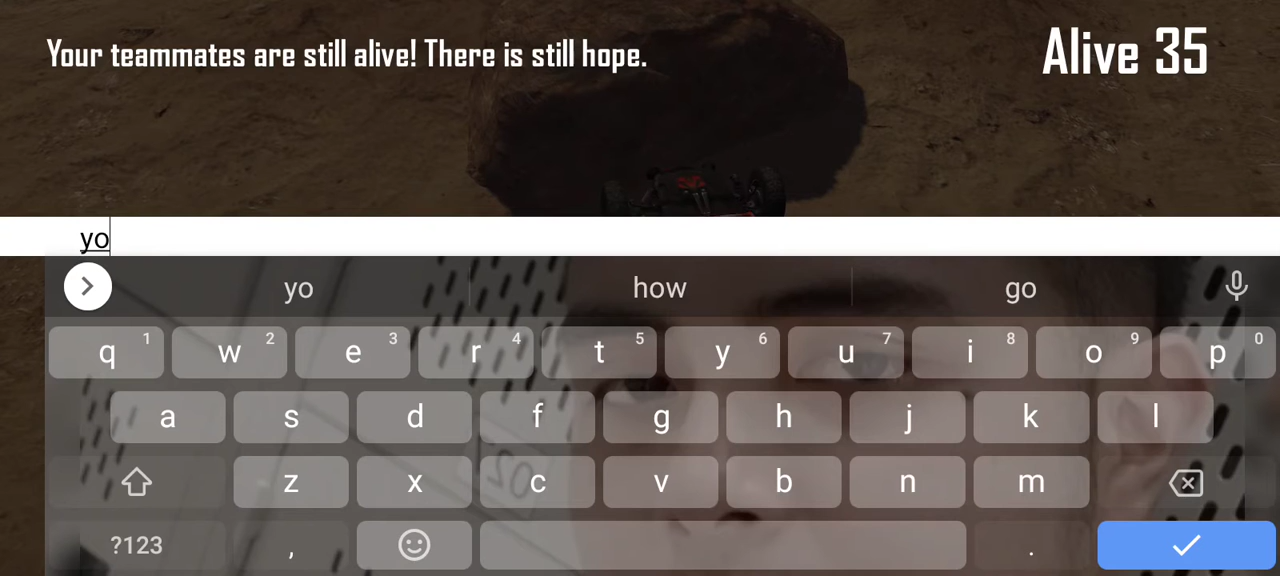 Your teammates are still alive! There is still hope.
Alive 35
yo
yo how go
q 1 w 2 e 3 r 4 t 5 y 6 u 7 i 8 o 9 p 0
a s d f g h j k l
z x c v b n m
?123 , .